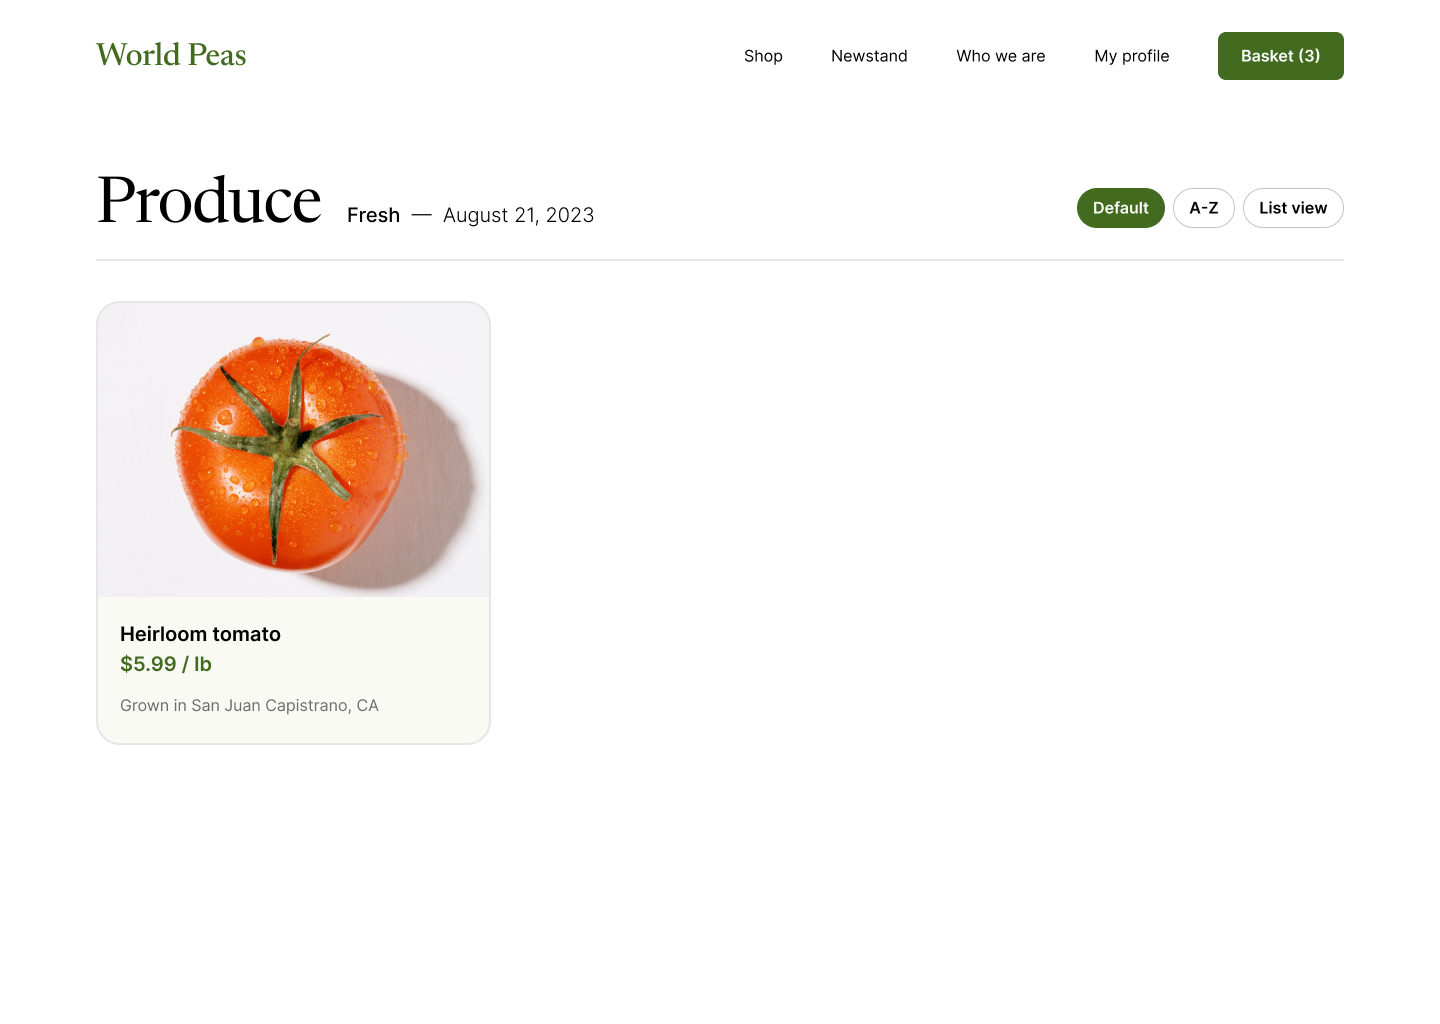 World Peas
Shop
Newstand
Who we are
My profile
Basket (3)
Produce
Fresh — August 21, 2023
Default
A-Z
List view
Heirloom tomato
$5.99 / lb
Grown in San Juan Capistrano, CA